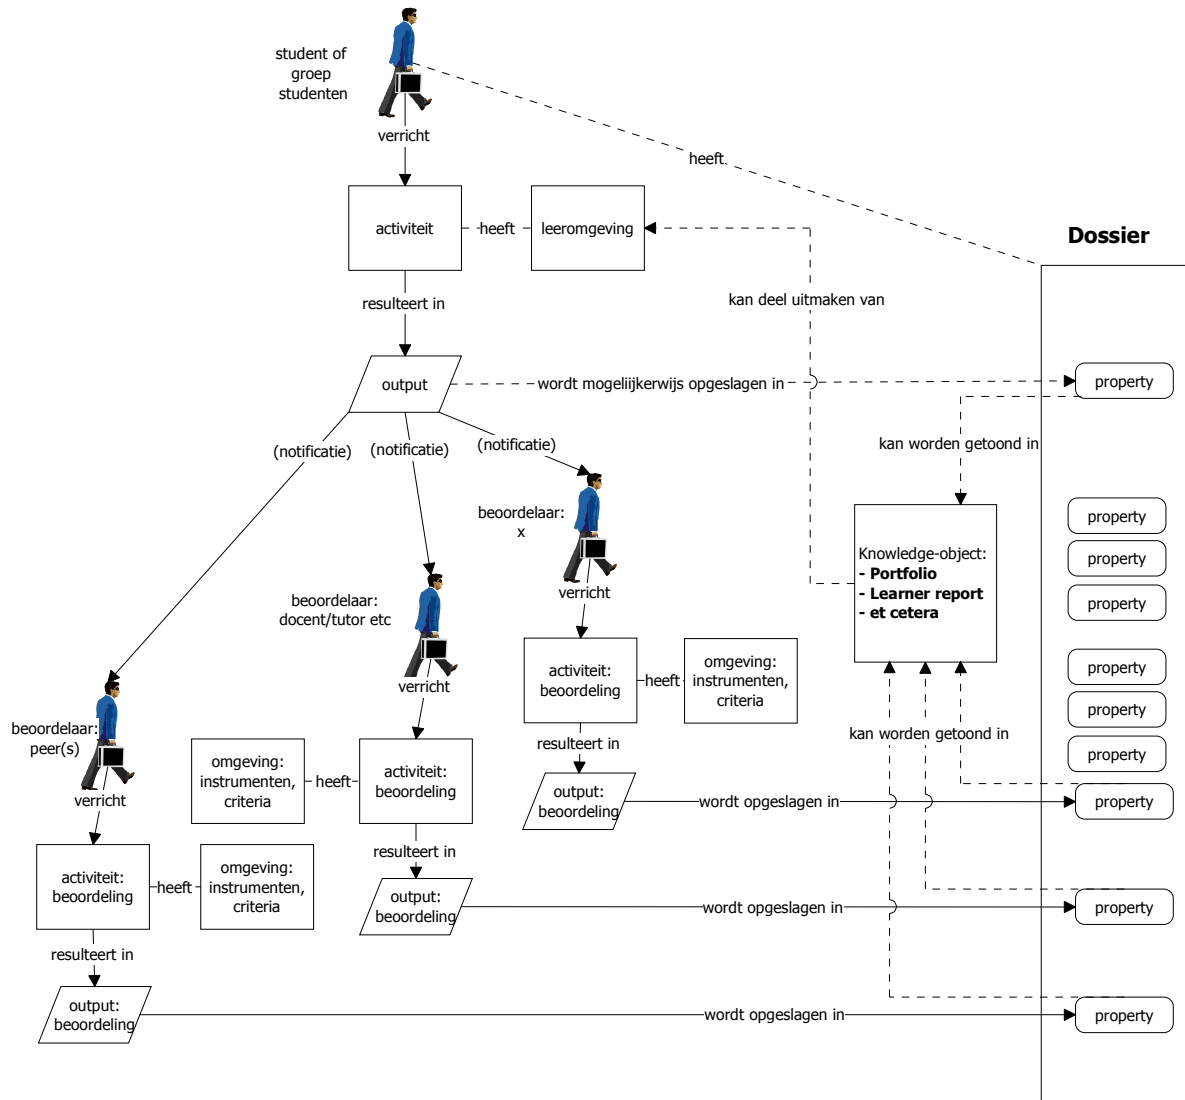 student of
groep
studenten
verricht
heeft
activiteit
heeft
leeromgeving
Dossier
resulteert in
kan deel uitmaken van
output
wordt mogeliijkerwijs opgeslagen in
property
(notificatie)
(notificatie)
(notificatie)
kan worden getoond in
beoordelaar:
x
Knowledge-object:
- Portfolio
- Learner report
- et cetera
property
property
property
verricht
beoordelaar:
docent/tutor etc
activiteit:
beoordeling
heeft
omgeving:
instrumenten,
criteria
property
property
property
verricht
beoordelaar:
peer(s)
kan worden getoond in
resulteert in
omgeving:
instrumenten,
criteria
heeft
activiteit:
beoordeling
output:
beoordeling
wordt opgeslagen in
property
verricht
resulteert in
activiteit:
beoordeling
heeft
omgeving:
instrumenten,
criteria
output:
beoordeling
wordt opgeslagen in
property
resulteert in
output:
beoordeling
wordt opgeslagen in
property